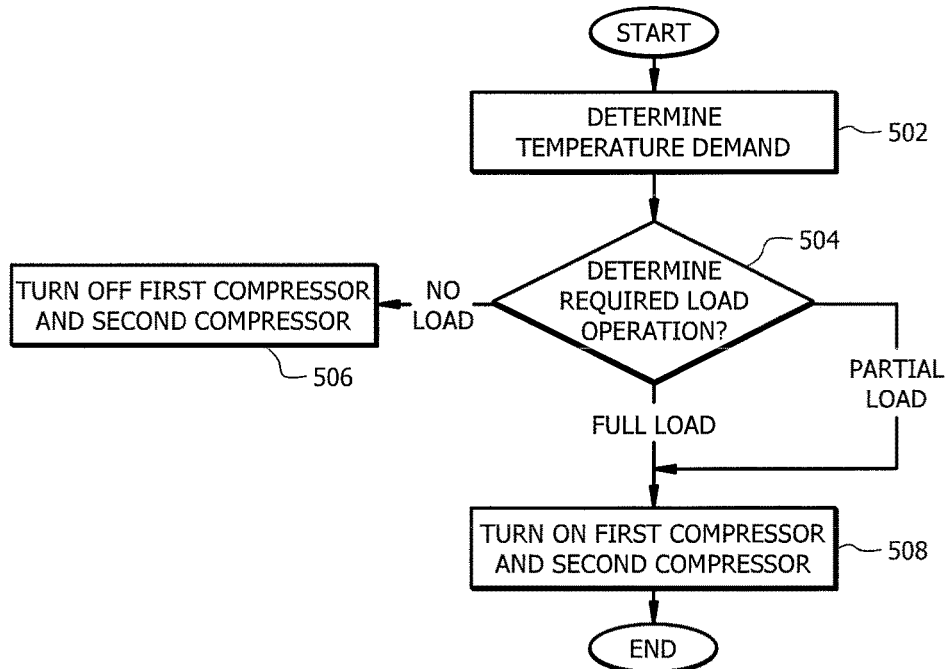 START
DETERMINE
TEMPERATURE DEMAND
502
504
DETERMINE
REQUIRED LOAD
OPERATION?
NO
LOAD
TURN OFF FIRST COMPRESSOR
AND SECOND COMPRESSOR
506
PARTIAL
LOAD
FULL LOAD
TURN ON FIRST COMPRESSOR
AND SECOND COMPRESSOR
508
END